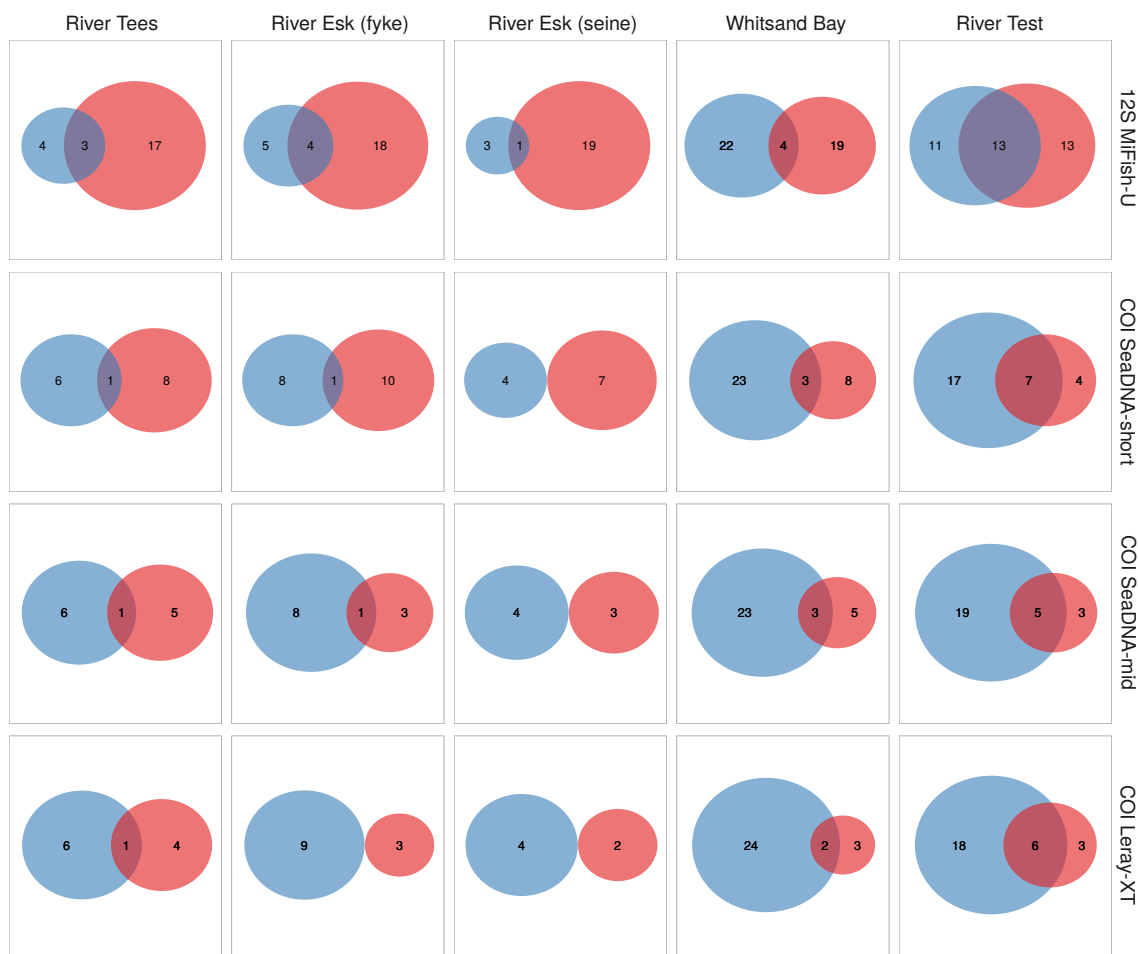 River Tees River Esk (fyke) River Esk (seine) Whitsand Bay River Test
4 3 17 5 4 18 3 1 19 22 4 19 11 13 13
12S MiFish-U
6 1 8 8 1 10 4 7 23 3 8 17 7 4
COI SeaDNA-short
6 1 5 8 1 3 4 3 23 3 5 19 5 3
COI SeaDNA-mid
6 1 4 9 3 4 2 24 2 3 18 6 3
COI Leray-XT